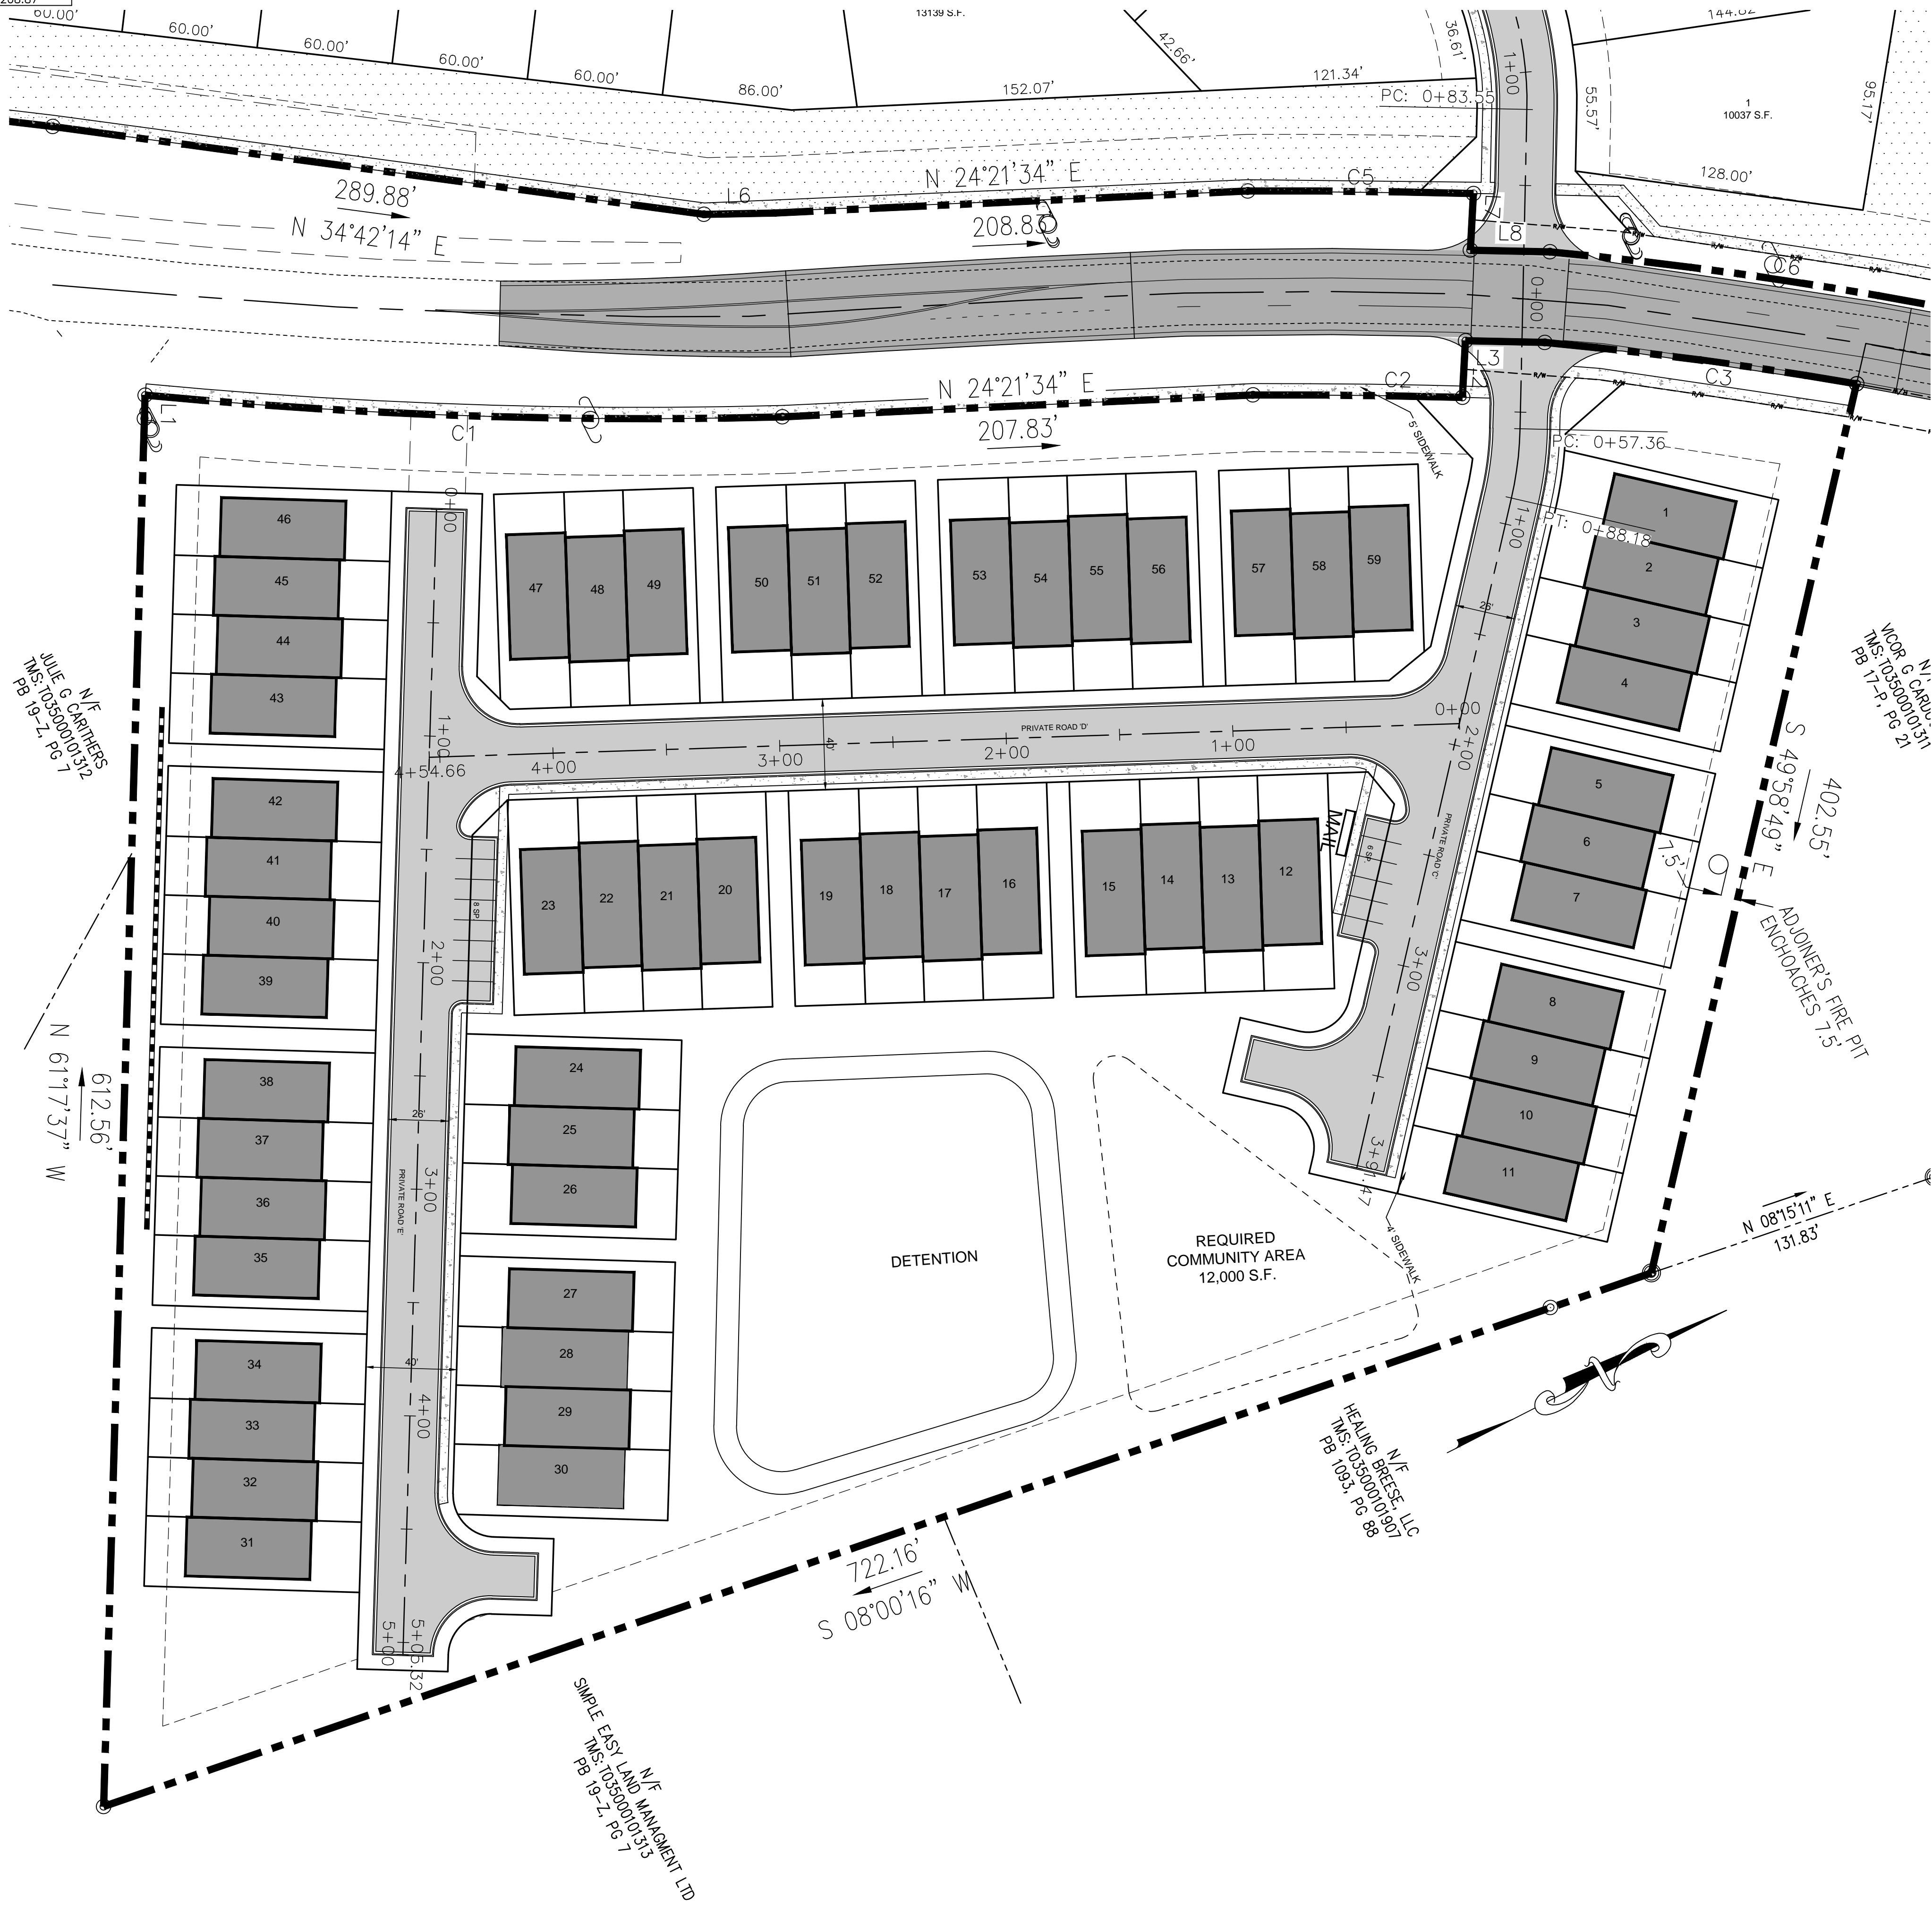 60.00'
60.00'
60.00'
60.00'
60.00'
86.00'
13139 S.F.
152.07'
42.66'
121.34'
36.61'
1+00
PC: 0+83.55
55.57'
144.02'
1
10037 S.F.
95.17'
128.00'
289.88'
N 34°42'14" E
L6
N 24°21'34" E
208.83'
C5
L7
L8
R/W
R/W
R/W
R/W
C6
0+00
L1
C1
N 24°21'34" E
207.83'
C2
L2
L3
R/W
R/W
R/W
R/W
R/W
R/W
C3
5' SIDEWALK
PC: 0+57.36
1+00
PT: 0+88.18
26'
0+00
46
45
44
43
47
48
49
50
51
52
53
54
55
56
57
58
59
1
2
3
4
N/F
JULIE G CARITHERS
TMS: T035000101312
PB 19-Z, PG 7
N/F
TMS: T035000101311
PB 17-P, PG 21
S 49°58'49" E
402.55'
1+00
4+54.66
4+00
3+00
40'
2+00
PRIVATE ROAD 'D'
1+00
0+00
2+00
42
41
40
39
8 SP.
2+00
23
22
21
20
19
18
17
16
15
14
13
12
MAIL
6 SP.
PRIVATE ROAD 'C'
3+00
5
6
7
7.5'
ADJOINER'S FIRE PIT
ENCHOACHES 7.5'
N 61°17'37" W
612.56'
38
37
36
35
26'
PRIVATE ROAD 'E'
3+00
24
25
26
8
9
10
11
3+91.47
4' SIDEWALK
DETENTION
REQUIRED
COMMUNITY AREA
12,000 S.F.
N 08°15'11" E
131.83'
34
33
32
31
40'
4+00
27
28
29
30
5+00
5+05.32
722.16'
S 08°00'16" W
N/F
HEALING BREESE, LLC
TMS: T035000101907
PB 1093, PG 88
N
N/F
SIMPLE EASY LAND MANAGMENT LTD
TMS: T035000101313
PB 19-Z, PG 7